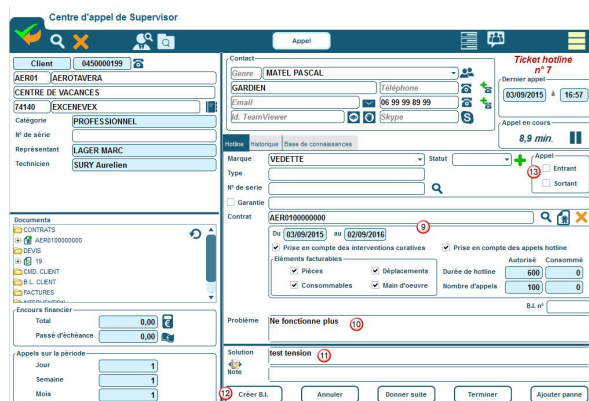 Centre d'appel de Supervisor
Appel
Client 0450000199
AER01 AEROTAVERA
CENTRE DE VACANCES
74140 EXCENEVEX
Catégorie PROFESSIONNEL
N° de série
Représentant LAGER MARC
Technicien SURY Aurelien
Documents
CONTRATS
AER0100000000
DEVIS
19
CMD. CLIENT
B.L. CLIENT
FACTURES
INTERVENTION
Encours financier
Total 0,00
Passé d'échéance 0,00
Appels sur la période
Jour 1
Semaine 1
Mois 1
Contact
Genre MATEL PASCAL
GARDIEN Téléphone
Email 06 99 99 89 99
Id. TeamViewer Skype
Ticket hotline
n° 7
Dernier appel
03/09/2015 à 16:57
Appel en cours
8,9 min.
Hotline Historique Base de connaissances
Marque VEDETTE Statut
Type
N° de serie
Garantie
Appel
13 Entrant
Sortant
Contrat AER0100000000
Du 03/09/2015 au 02/09/2016 9
Prise en compte des interventions curatives Prise en compte des appels hotline
Eléments facturables
Pièces Déplacements
Consommables Main d'oeuvre
Autorisé Consommé
Durée de hotline 600 0
Nombre d'appels 100 0
B.I. n°
Problème Ne fonctionne plus 10
Solution test tension 11
Note
12 Créer B.I. Annuler Donner suite Terminer Ajouter panne